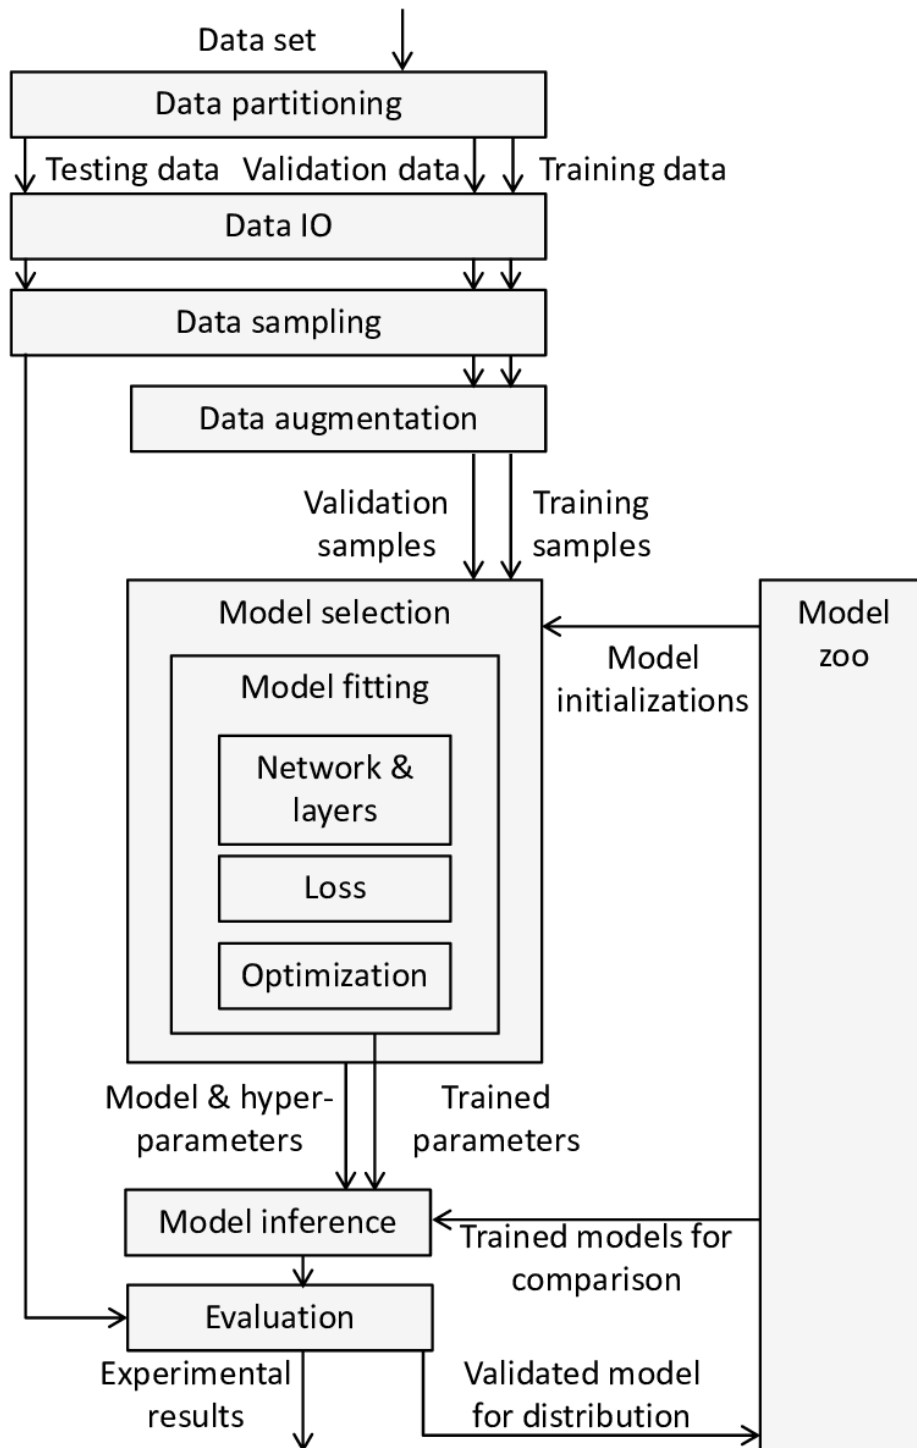 Data set
Data partitioning
Testing data
Validation data
Training data
Data IO
Data sampling
Data augmentation
Validation
samples
Training
samples
Model selection
Model
zoo
Model fitting
Model
initializations
Network &
layers
Loss
Optimization
Model & hyper-
parameters
Trained
parameters
Model inference
Trained models for
comparison
Evaluation
Experimental
results
Validated model
for distribution